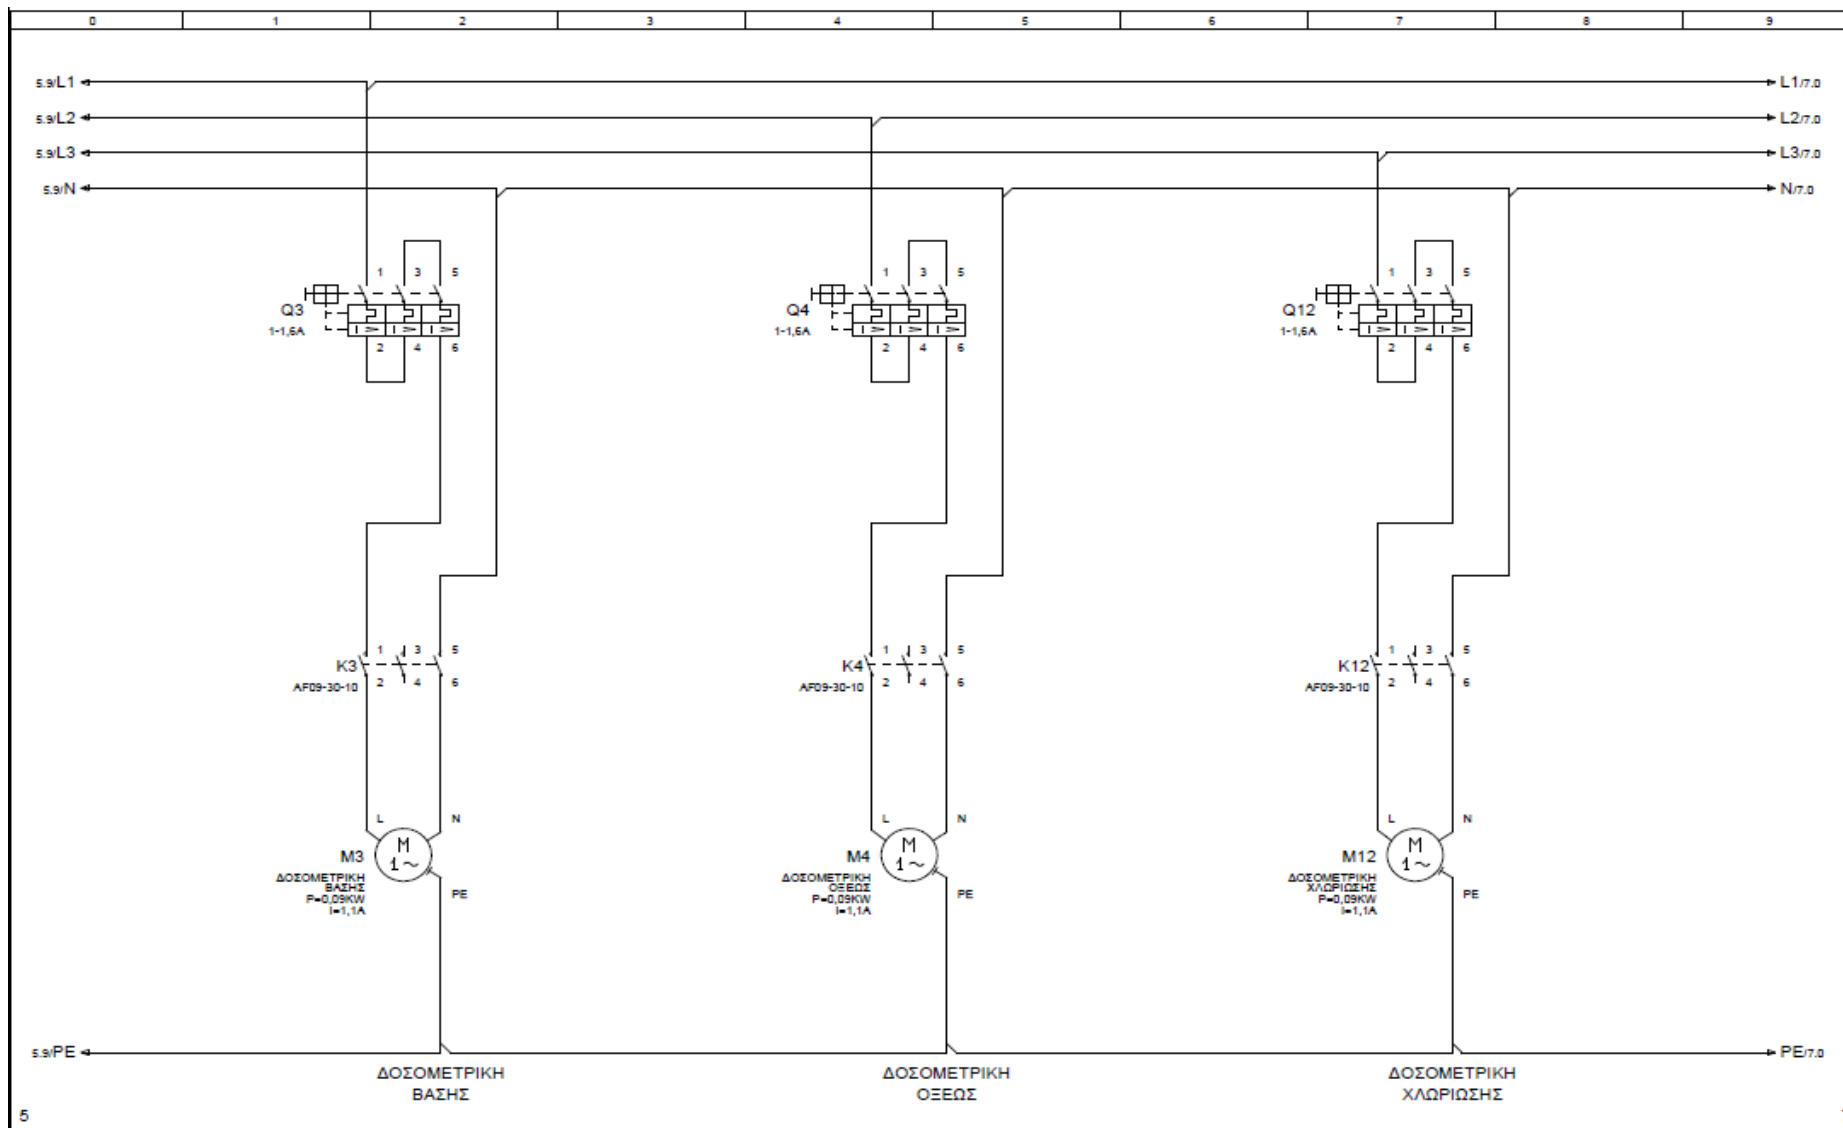 0 1 2 3 4 5 6 7 8 9
5.9/L1 L1/7.0
5.9/L2 L2/7.0
5.9/L3 L3/7.0
5.9/N N/7.0
1 3 5 1 3 5 1 3 5
Q3 Q4 Q12
1-1,6A 1-1,6A 1-1,6A
I > I > I > I > I > I > I > I > I >
2 4 6 2 4 6 2 4 6
1 3 5 1 3 5 1 3 5
K3 K4 K12
AF09-30-10 2 4 6 AF09-30-10 2 4 6 AF09-30-10 2 4 6
L N L N L N
M M M
M3 1~ M4 1~ M12 1~
ΔΟΣΟΜΕΤΡΙΚΗ ΔΟΣΟΜΕΤΡΙΚΗ ΔΟΣΟΜΕΤΡΙΚΗ
ΒΑΣΗΣ ΟΞΕΩΣ ΧΛΩΡΙΩΣΗΣ
P=0,09KW PE P=0,09KW PE P=0,09KW PE
I=1,1A I=1,1A I=1,1A
5.9/PE PE/7.0
ΔΟΣΟΜΕΤΡΙΚΗ ΔΟΣΟΜΕΤΡΙΚΗ ΔΟΣΟΜΕΤΡΙΚΗ
ΒΑΣΗΣ ΟΞΕΩΣ ΧΛΩΡΙΩΣΗΣ
5